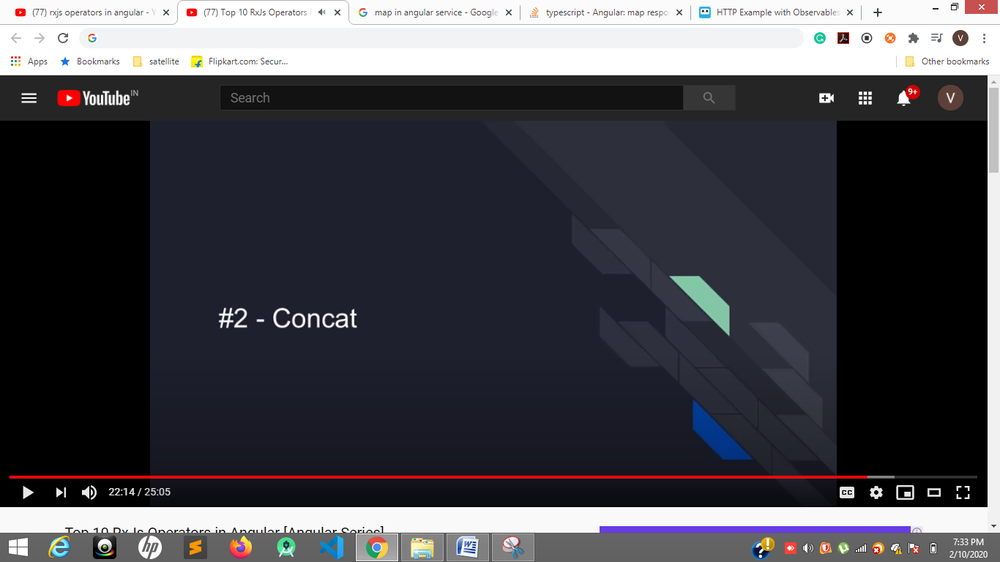 (77) rxjs operators in angular - Y
(77) Top 10 RxJs Operators i
map in angular service - Google
typescript - Angular: map respo
HTTP Example with Observables
V
Apps
Bookmarks
satellite
Flipkart.com: Secur...
Other bookmarks
YouTube IN
Search
9+
V
#2 - Concat
22:14 / 25:05
CC
Top 10 RxJs Operators in Angular [Angular Series]
7:33 PM
2/10/2020